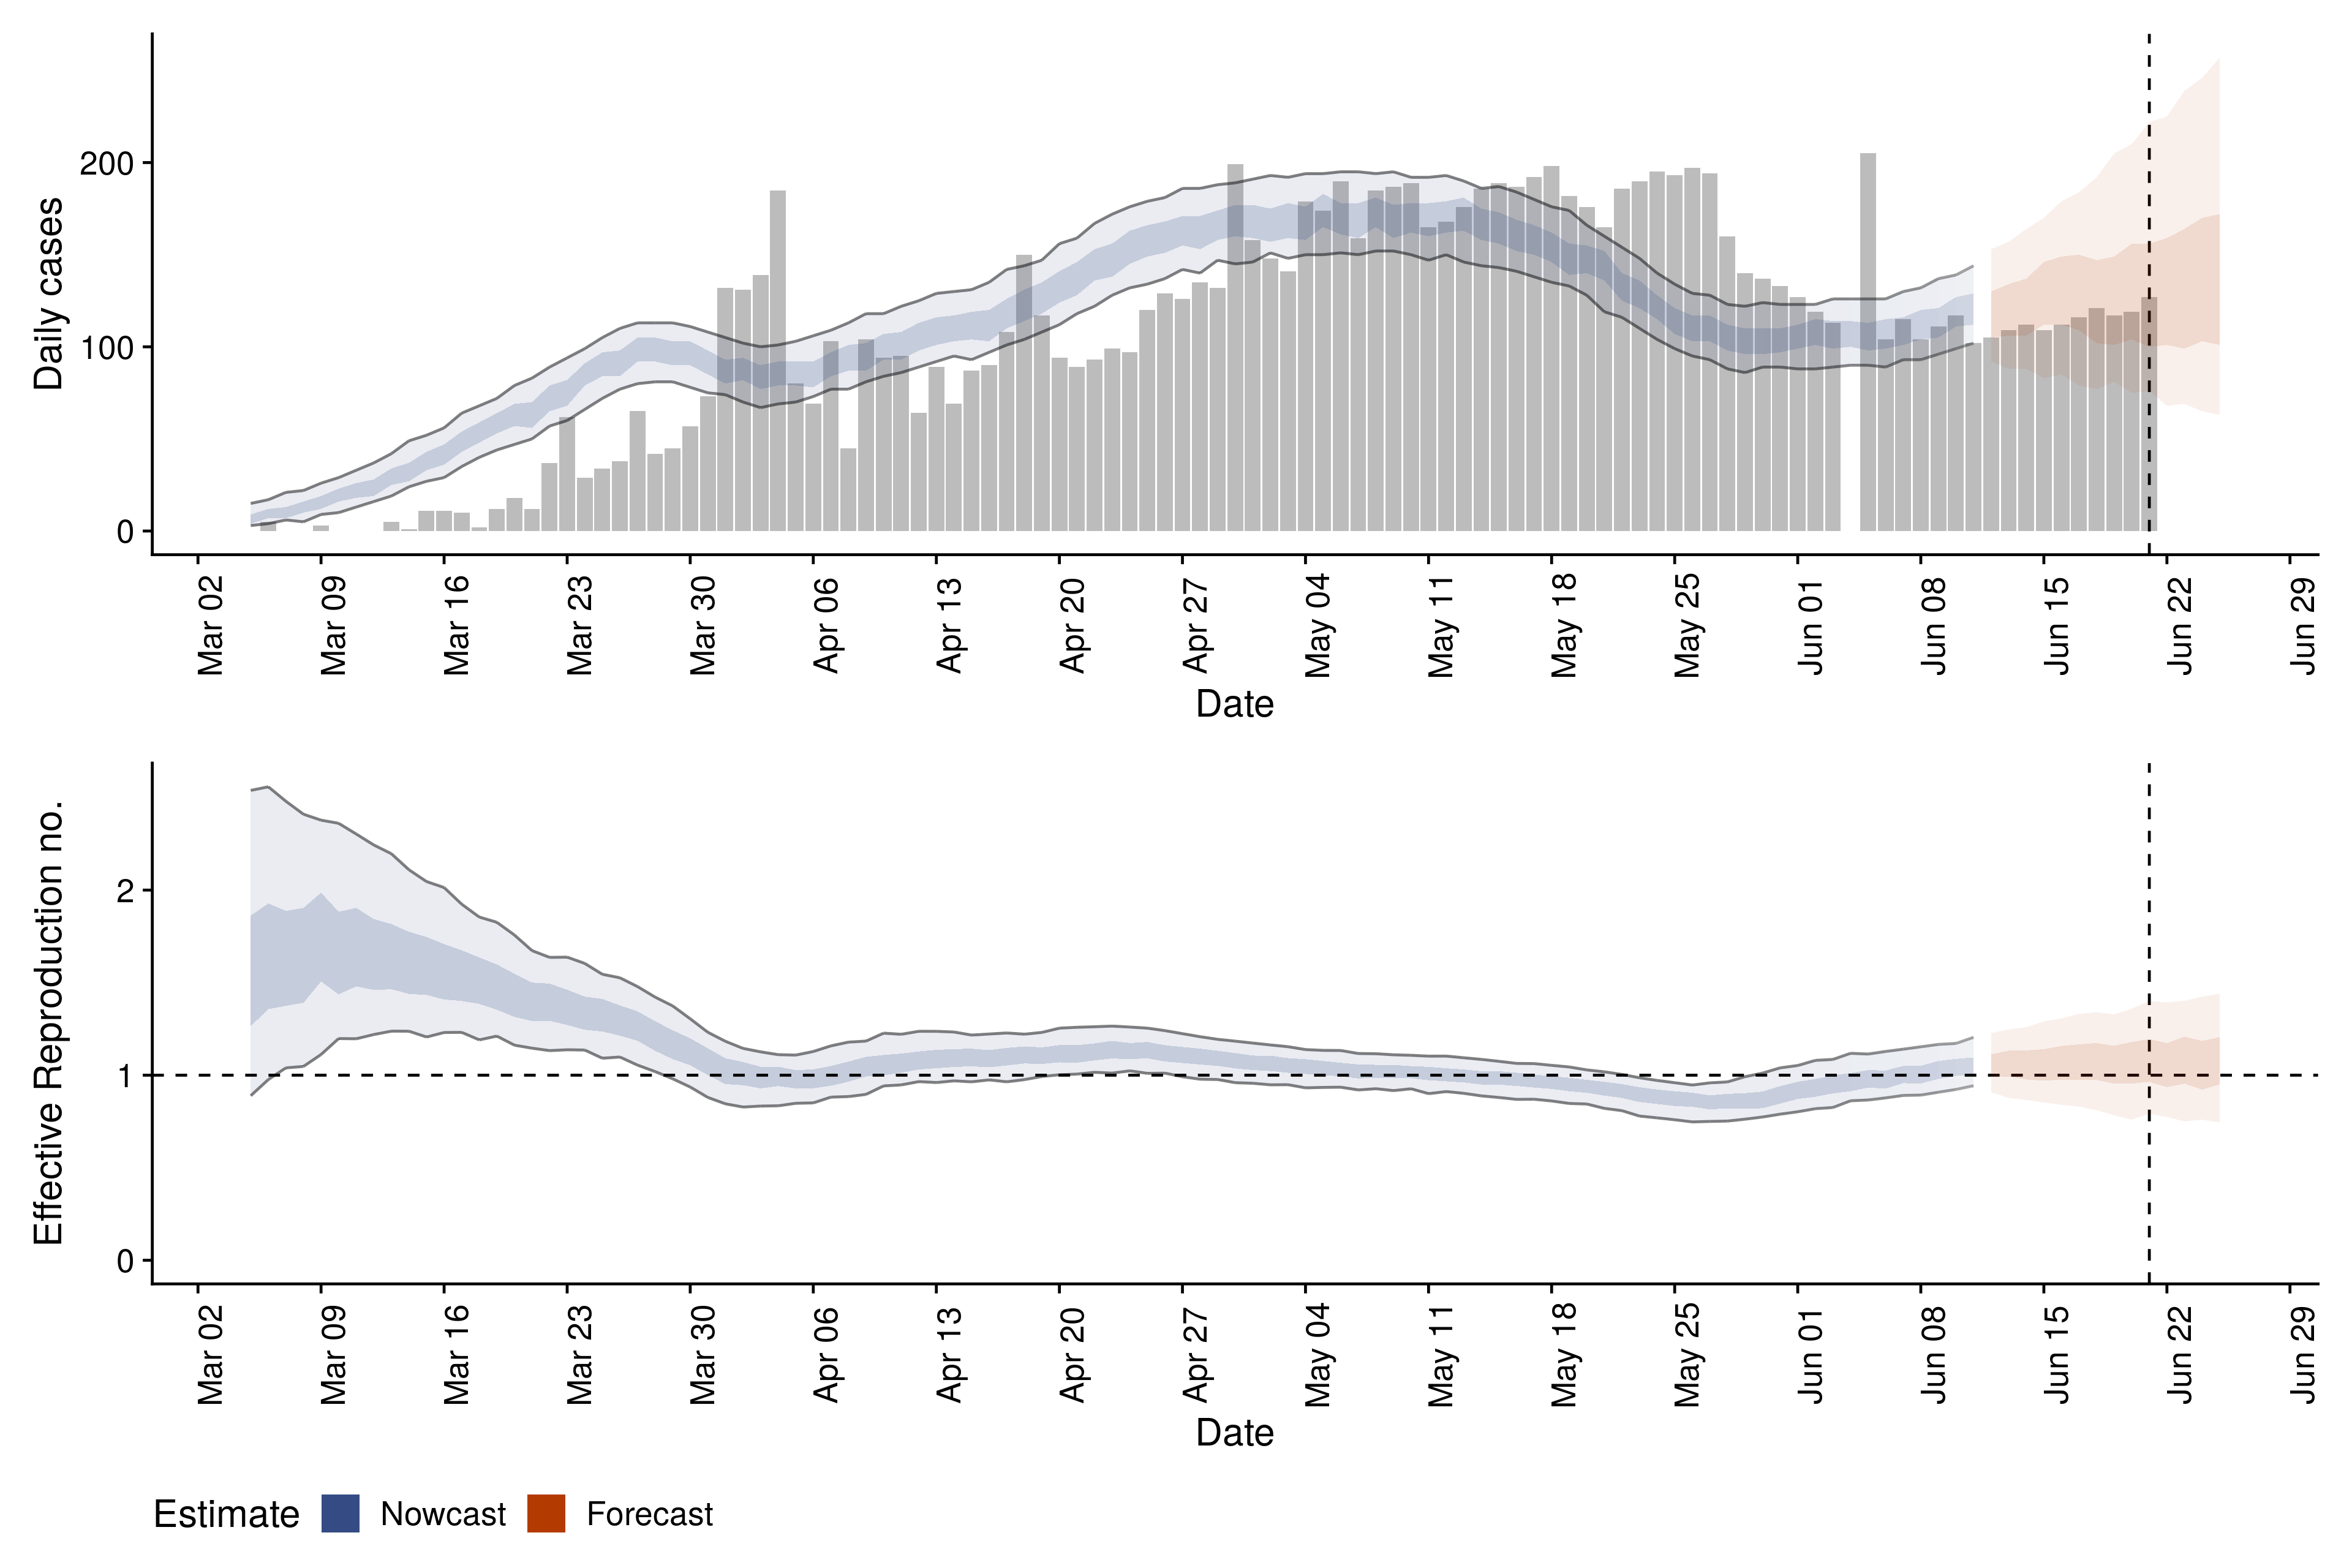 Daily cases
200
100
0
Mar 02 Mar 09 Mar 16 Mar 23 Mar 30 Apr 06 Apr 13 Apr 20 Apr 27 May 04 May 11 May 18 May 25 Jun 01 Jun 08 Jun 15 Jun 22 Jun 29
Date
Effective Reproduction no.
2
1
0
Mar 02 Mar 09 Mar 16 Mar 23 Mar 30 Apr 06 Apr 13 Apr 20 Apr 27 May 04 May 11 May 18 May 25 Jun 01 Jun 08 Jun 15 Jun 22 Jun 29
Date
Estimate Nowcast Forecast